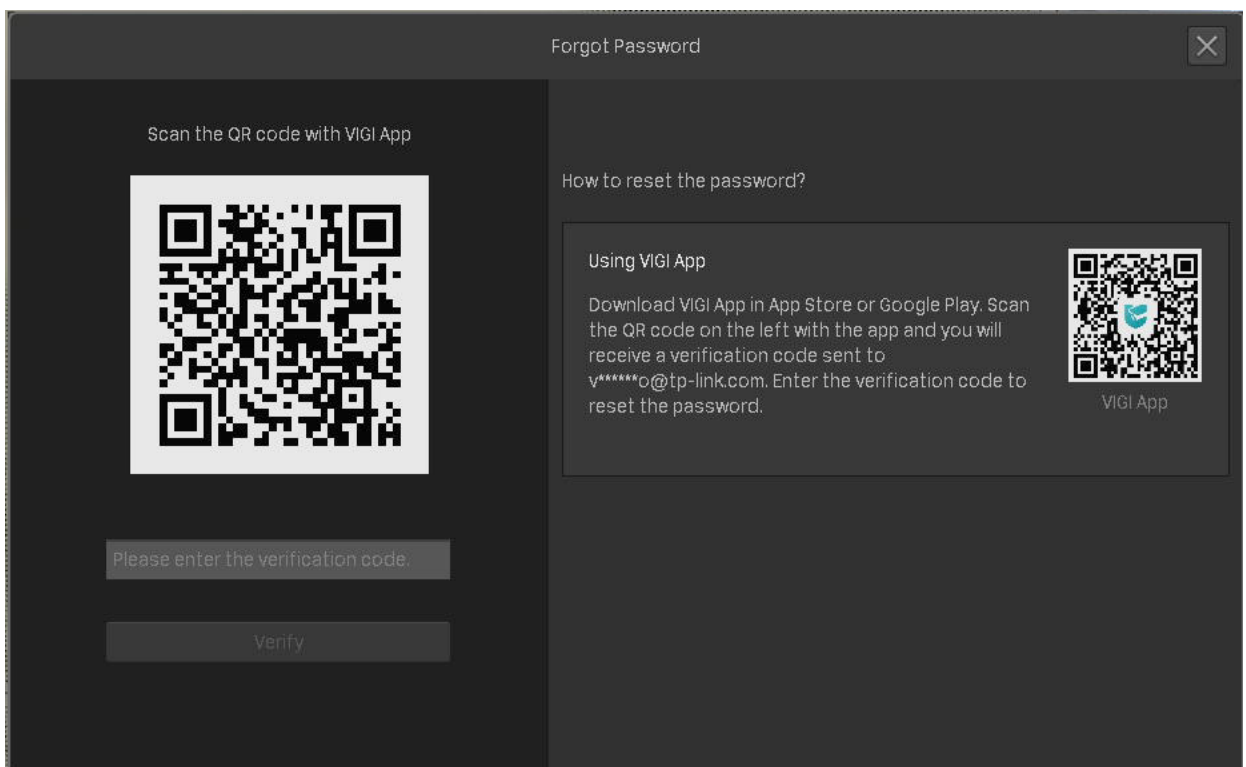 Forgot Password
Scan the QR code with VIGI App
Please enter the verification code.
Verify
How to reset the password?
Using VIGI App
Download VIGI App in App Store or Google Play. Scan
the QR code on the left with the app and you will
receive a verification code sent to
v******o@tp-link.com. Enter the verification code to
reset the password.
VIGI App